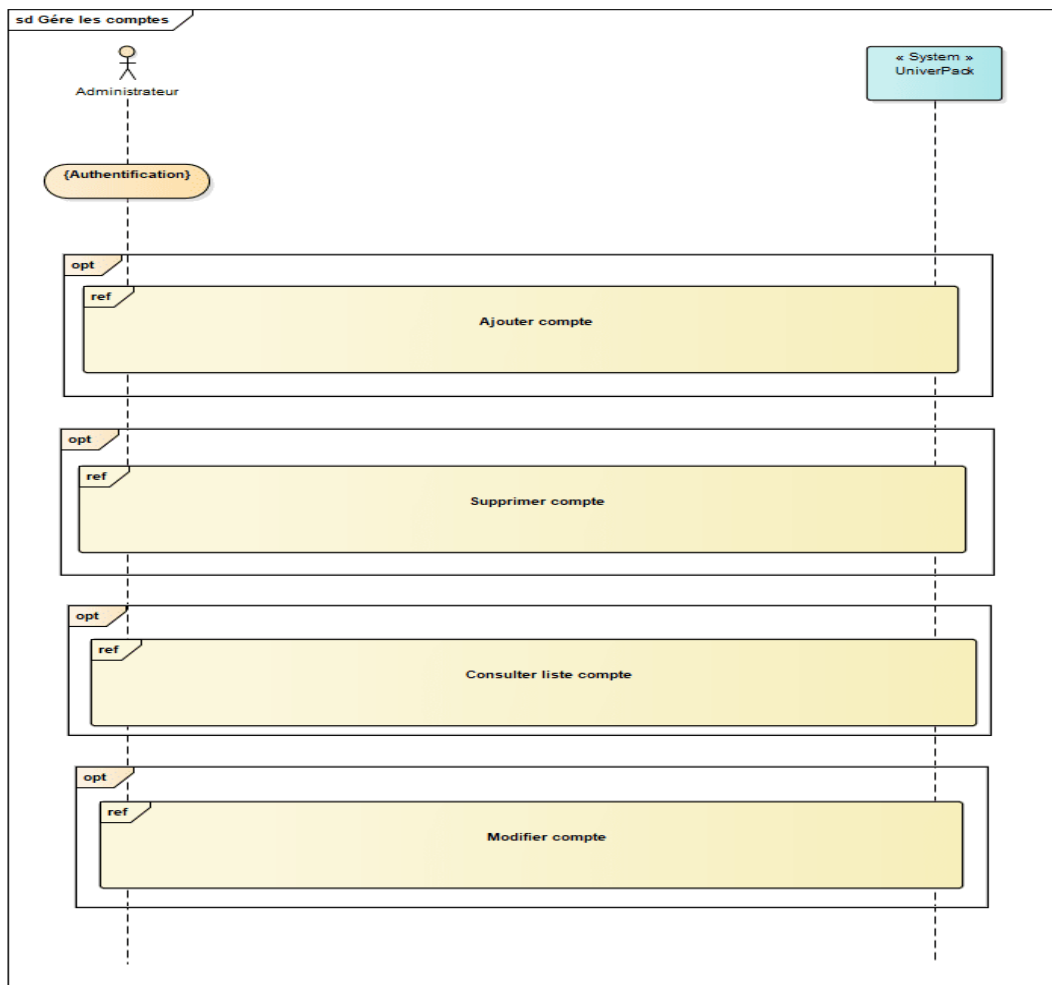 sd Gére les comptes
Administrateur
« System »
UniverPack
{Authentification}
opt
ref
Ajouter compte
opt
ref
Supprimer compte
opt
ref
Consulter liste compte
opt
ref
Modifier compte